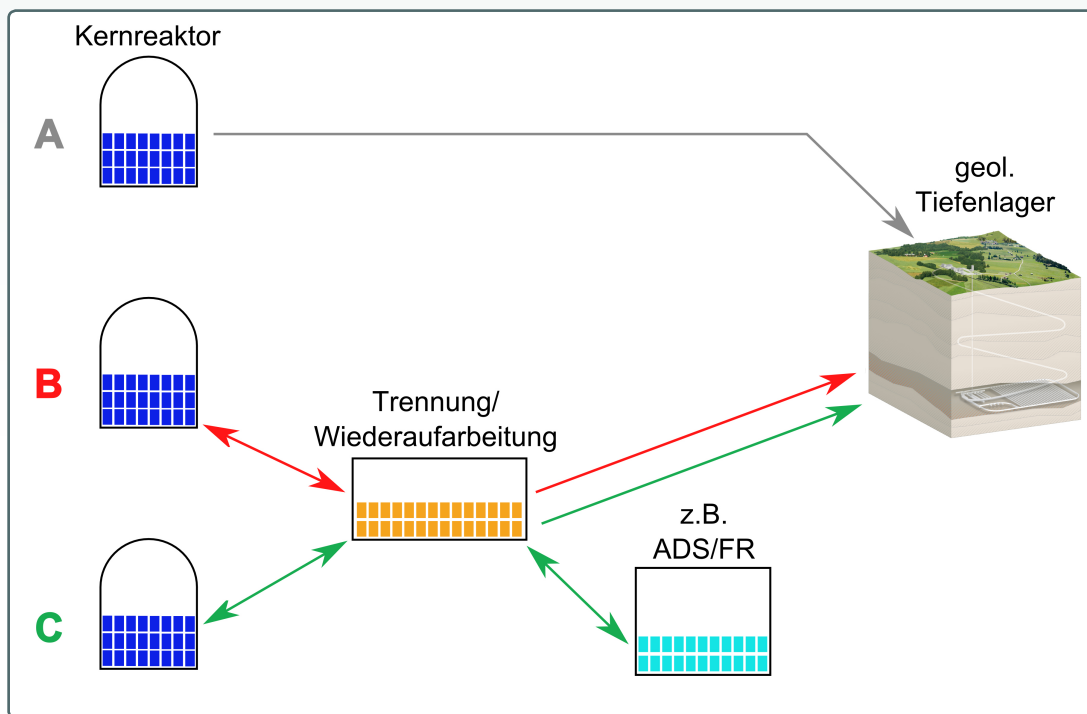 Kernreaktor
A
geol.
Tiefenlager
B
Trennung/
Wiederaufarbeitung
z.B.
ADS/FR
C